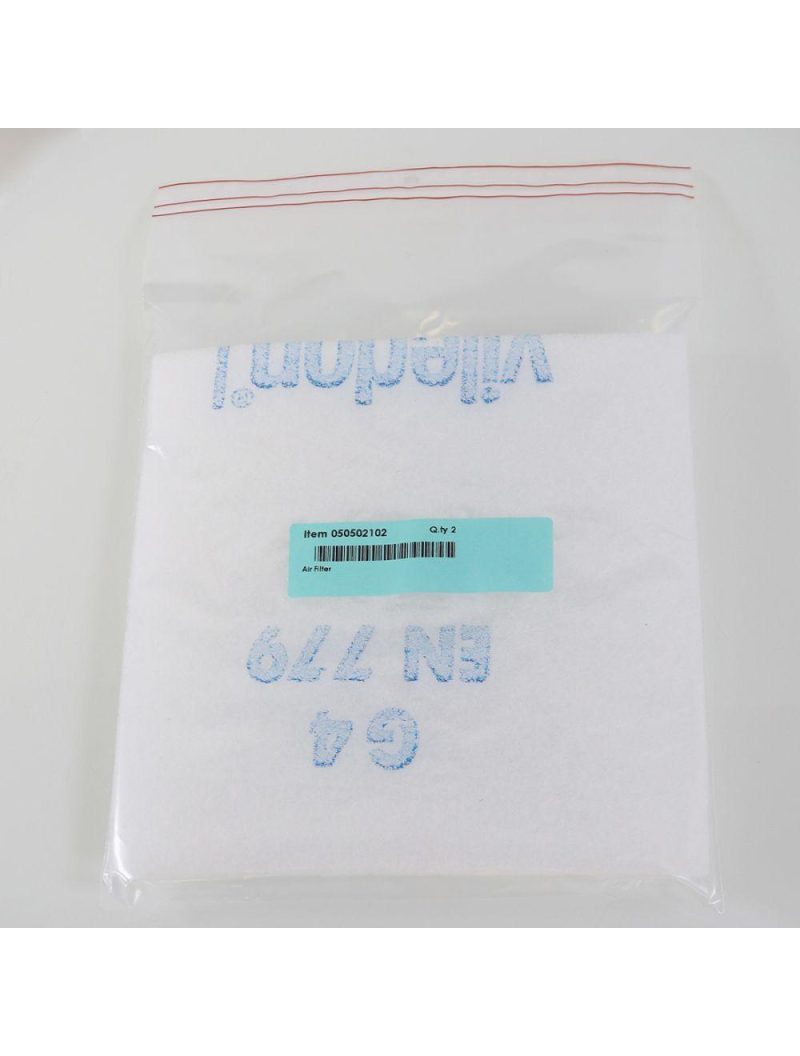 viledon®
Item 050502102 Q.ty 2
Air Filter
EN 779
G4